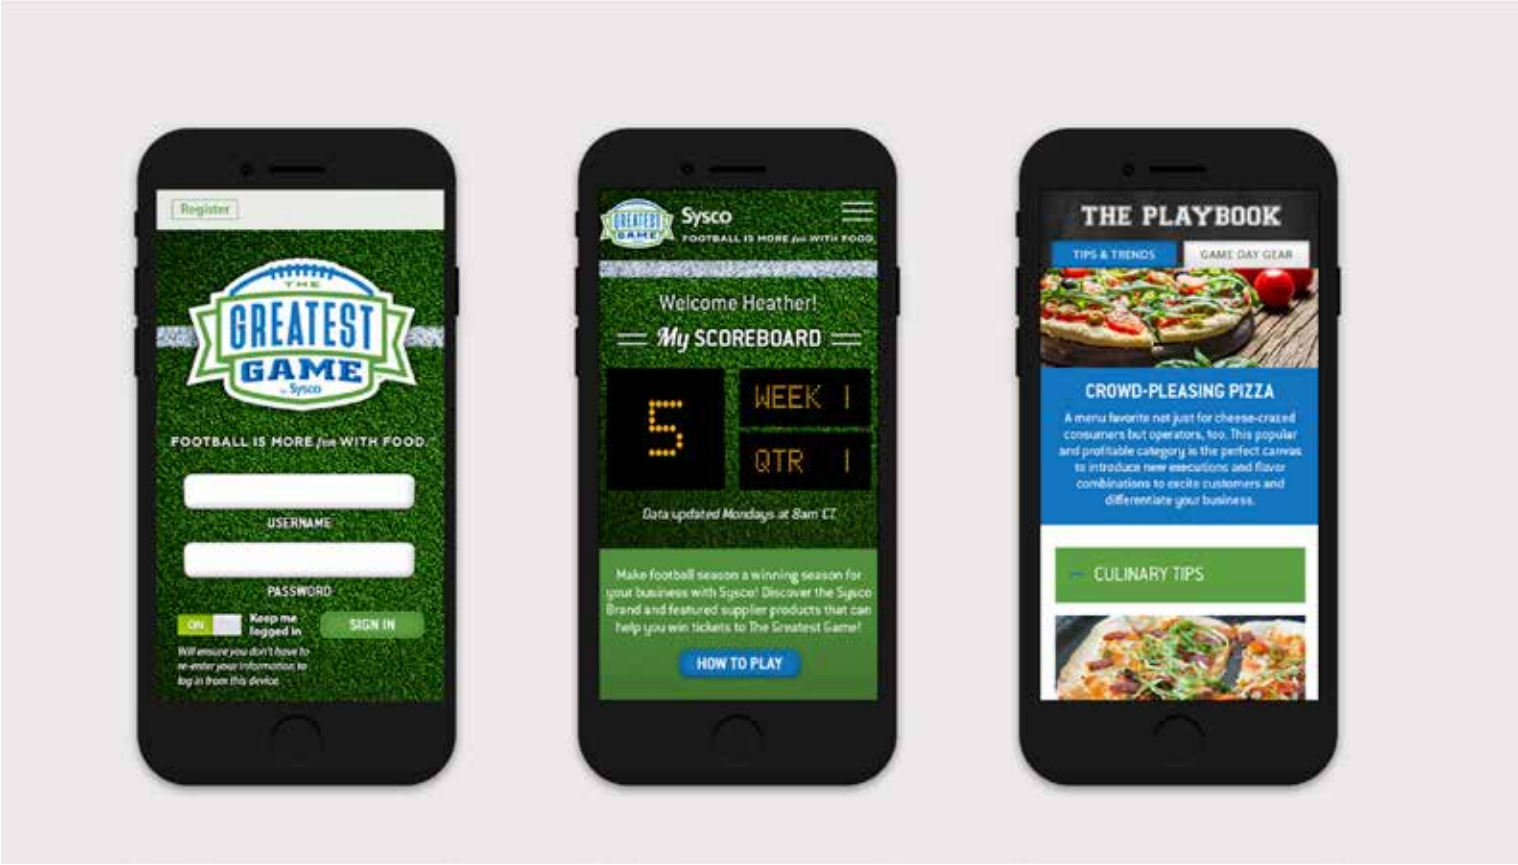 Register
THE
GREATEST
GAME
by Sysco
FOOTBALL IS MORE fun WITH FOOD.
USERNAME
PASSWORD
ON
Keep me
logged in
SIGN IN
Will ensure you don't have to
re-enter your information to
log in from this device.
GREATEST
GAME
Sysco
FOOTBALL IS MORE fun WITH FOOD.
Welcome Heather!
My SCOREBOARD
5
WEEK 1
QTR 1
Data updated Mondays at 8am CT.
Make football season a winning season for
your business with Sysco! Discover the Sysco
Brand and featured supplier products that can
help you win tickets to The Greatest Game!
HOW TO PLAY
THE PLAYBOOK
TIPS & TRENDS
GAME DAY GEAR
CROWD-PLEASING PIZZA
A menu favorite not just for cheese-crazed
consumers but operators, too. This popular
and profitable category is the perfect canvas
to introduce new executions and flavor
combinations to excite customers and
differentiate your business.
– CULINARY TIPS